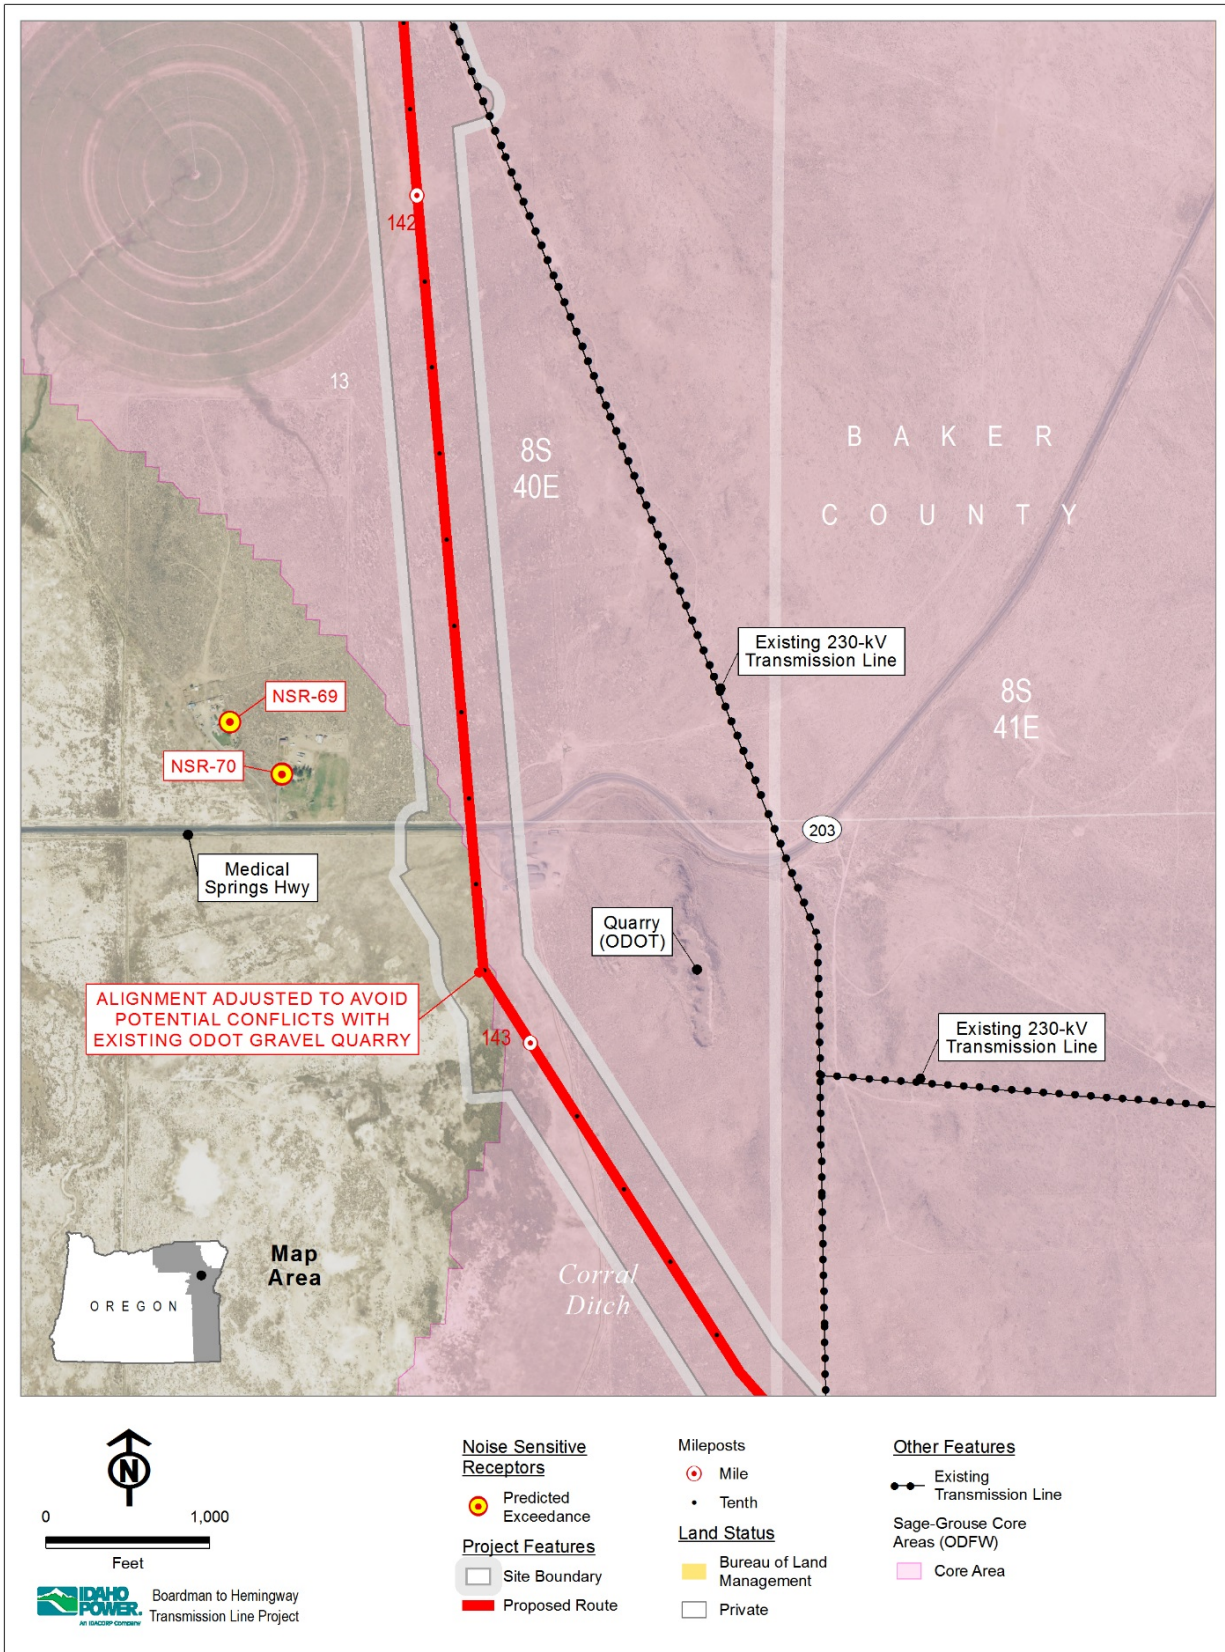 142
13
8S
40E
B A K E R
C O U N T Y
Existing 230-kV
Transmission Line
8S
41E
NSR-69
NSR-70
203
Medical
Springs Hwy
Quarry
(ODOT)
ALIGNMENT ADJUSTED TO AVOID
POTENTIAL CONFLICTS WITH
EXISTING ODOT GRAVEL QUARRY
143
Existing 230-kV
Transmission Line
Corral
Ditch
Map
Area
OREGON
N
0 1,000
Feet
IDAHO
POWER.
An IDACORP Company
Boardman to Hemingway
Transmission Line Project
Noise Sensitive
Receptors
Predicted
Exceedance
Project Features
Site Boundary
Proposed Route
Mileposts
Mile
Tenth
Land Status
Bureau of Land
Management
Private
Other Features
Existing
Transmission Line
Sage-Grouse Core
Areas (ODFW)
Core Area